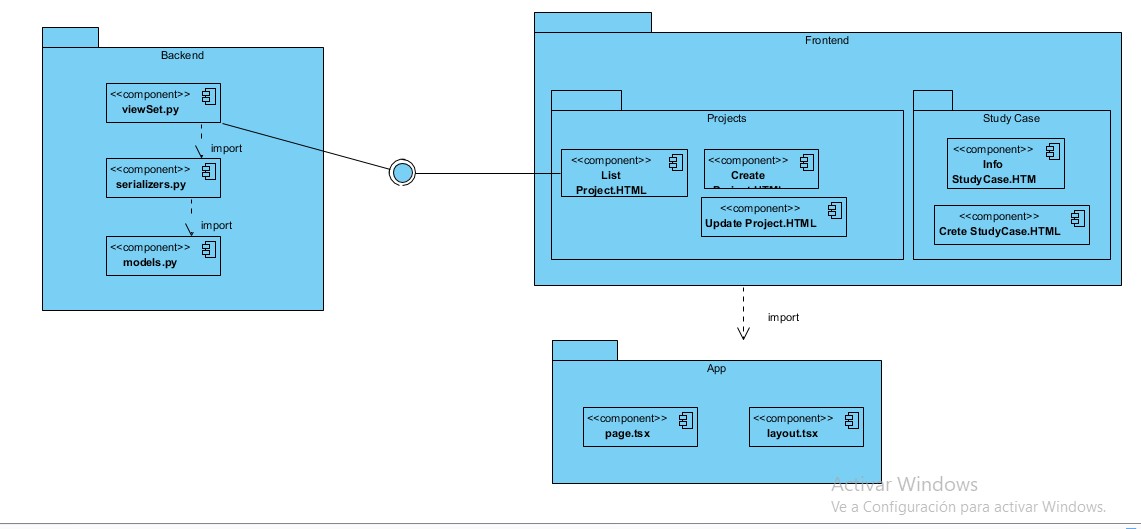 Backend
<<component>>
viewSet.py
import
<<component>>
serializers.py
import
<<component>>
models.py
Frontend
Projects
<<component>>
List
Project.HTML
<<component>>
Create
Project.HTML
<<component>>
Update Project.HTML
Study Case
<<component>>
Info
StudyCase.HTM
<<component>>
Crete StudyCase.HTML
import
App
<<component>>
page.tsx
<<component>>
layout.tsx
Activar Windows
Ve a Configuración para activar Windows.